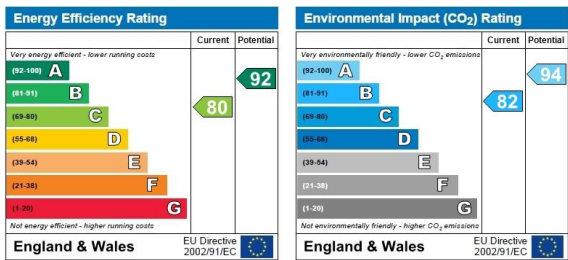 Energy Efficiency Rating
Current Potential
Very energy efficient - lower running costs
(92-100) A
(81-91) B
(69-80) C
(55-68) D
(39-54) E
(21-38) F
(1-20) G
80
92
Not energy efficient - higher running costs
England & Wales
EU Directive
2002/91/EC
Environmental Impact (CO₂) Rating
Current Potential
Very environmentally friendly - lower CO₂ emissions
(92-100) A
(81-91) B
(69-80) C
(55-68) D
(39-54) E
(21-38) F
(1-20) G
82
94
Not environmentally friendly - higher CO₂ emissions
England & Wales
EU Directive
2002/91/EC